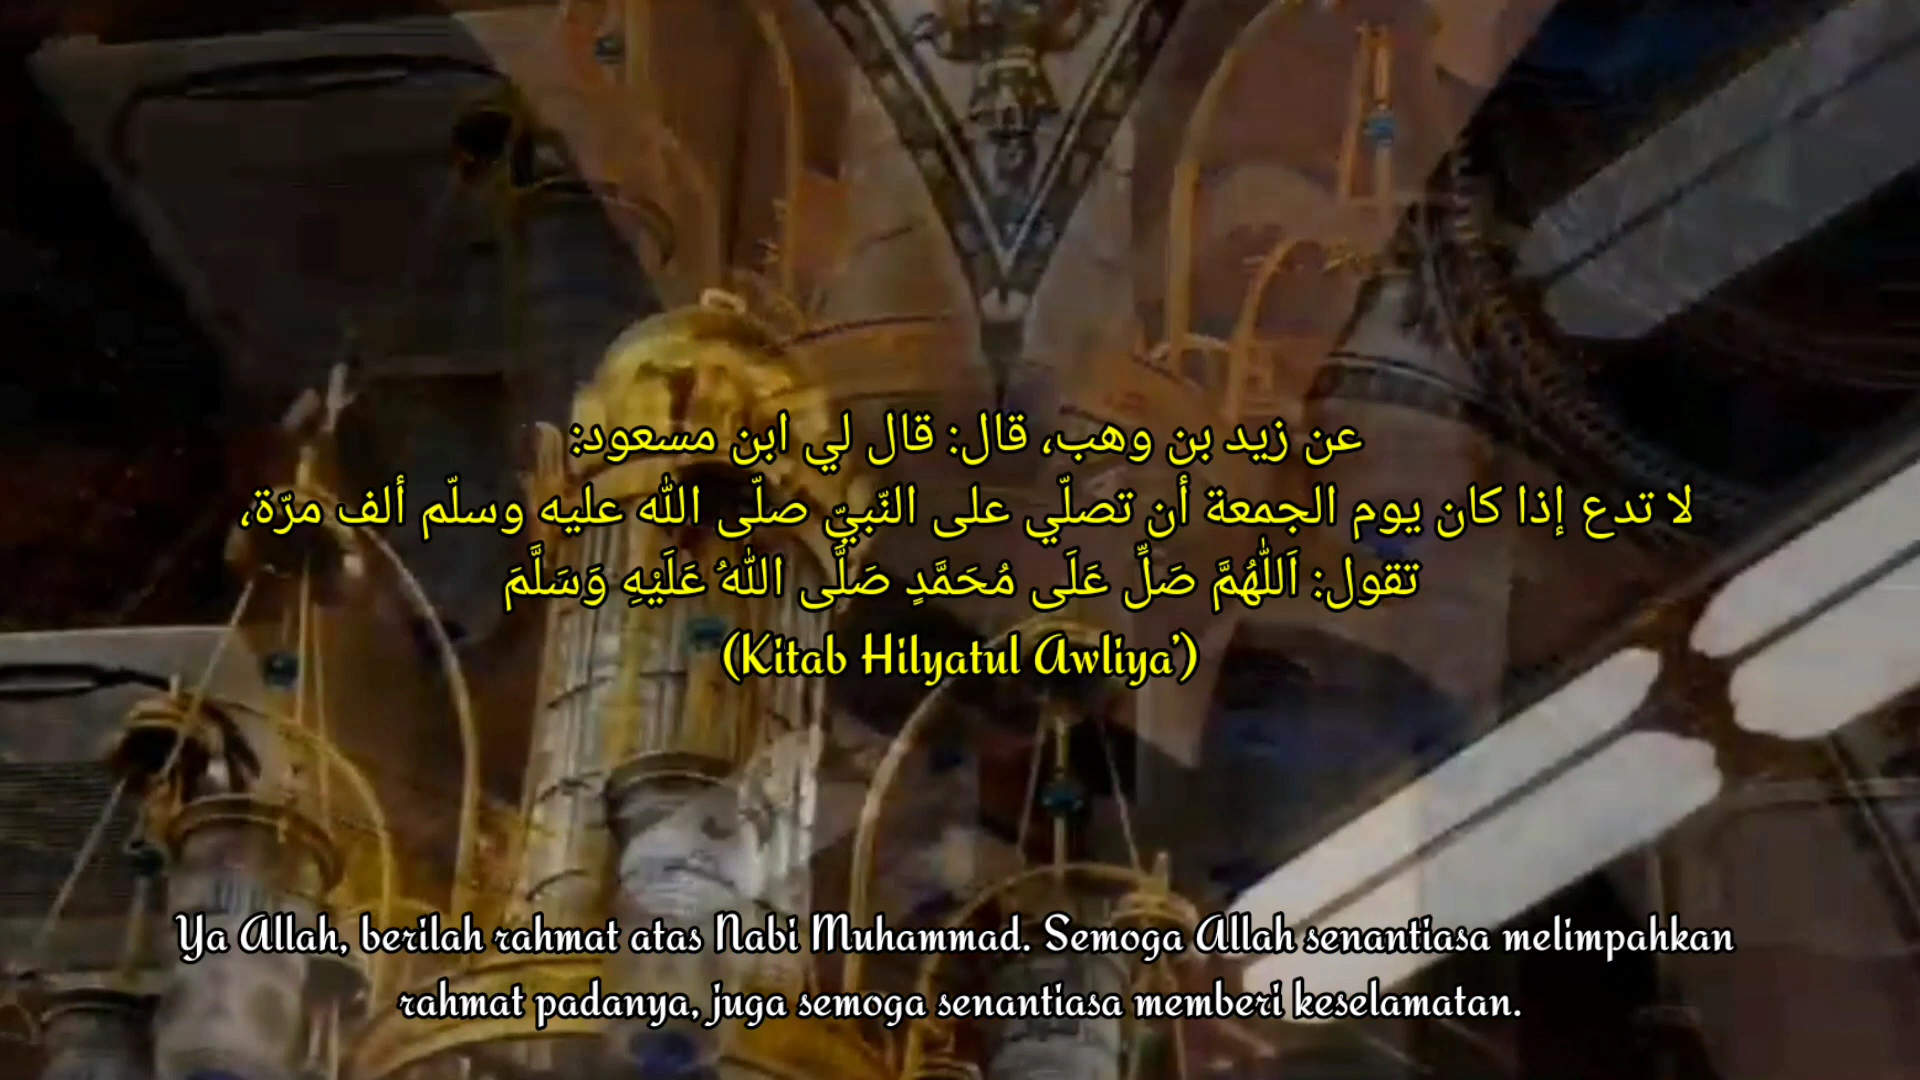 عن زيد بن وهب، قال: قال لي ابن مسعود:
لا تدع إذا كان يوم الجمعة أن تصلّي على النّبيّ صلّى الله عليه وسلّم ألف مرّة،
تقول: اَللّٰهُمَّ صَلِّ عَلَى مُحَمَّدٍ صَلَّى اللهُ عَلَيْهِ وَسَلَّمَ
(Kitab Hilyatul Awliya')
Ya Allah, berilah rahmat atas Nabi Muhammad. Semoga Allah senantiasa melimpahkan
rahmat padanya, juga semoga senantiasa memberi keselamatan.